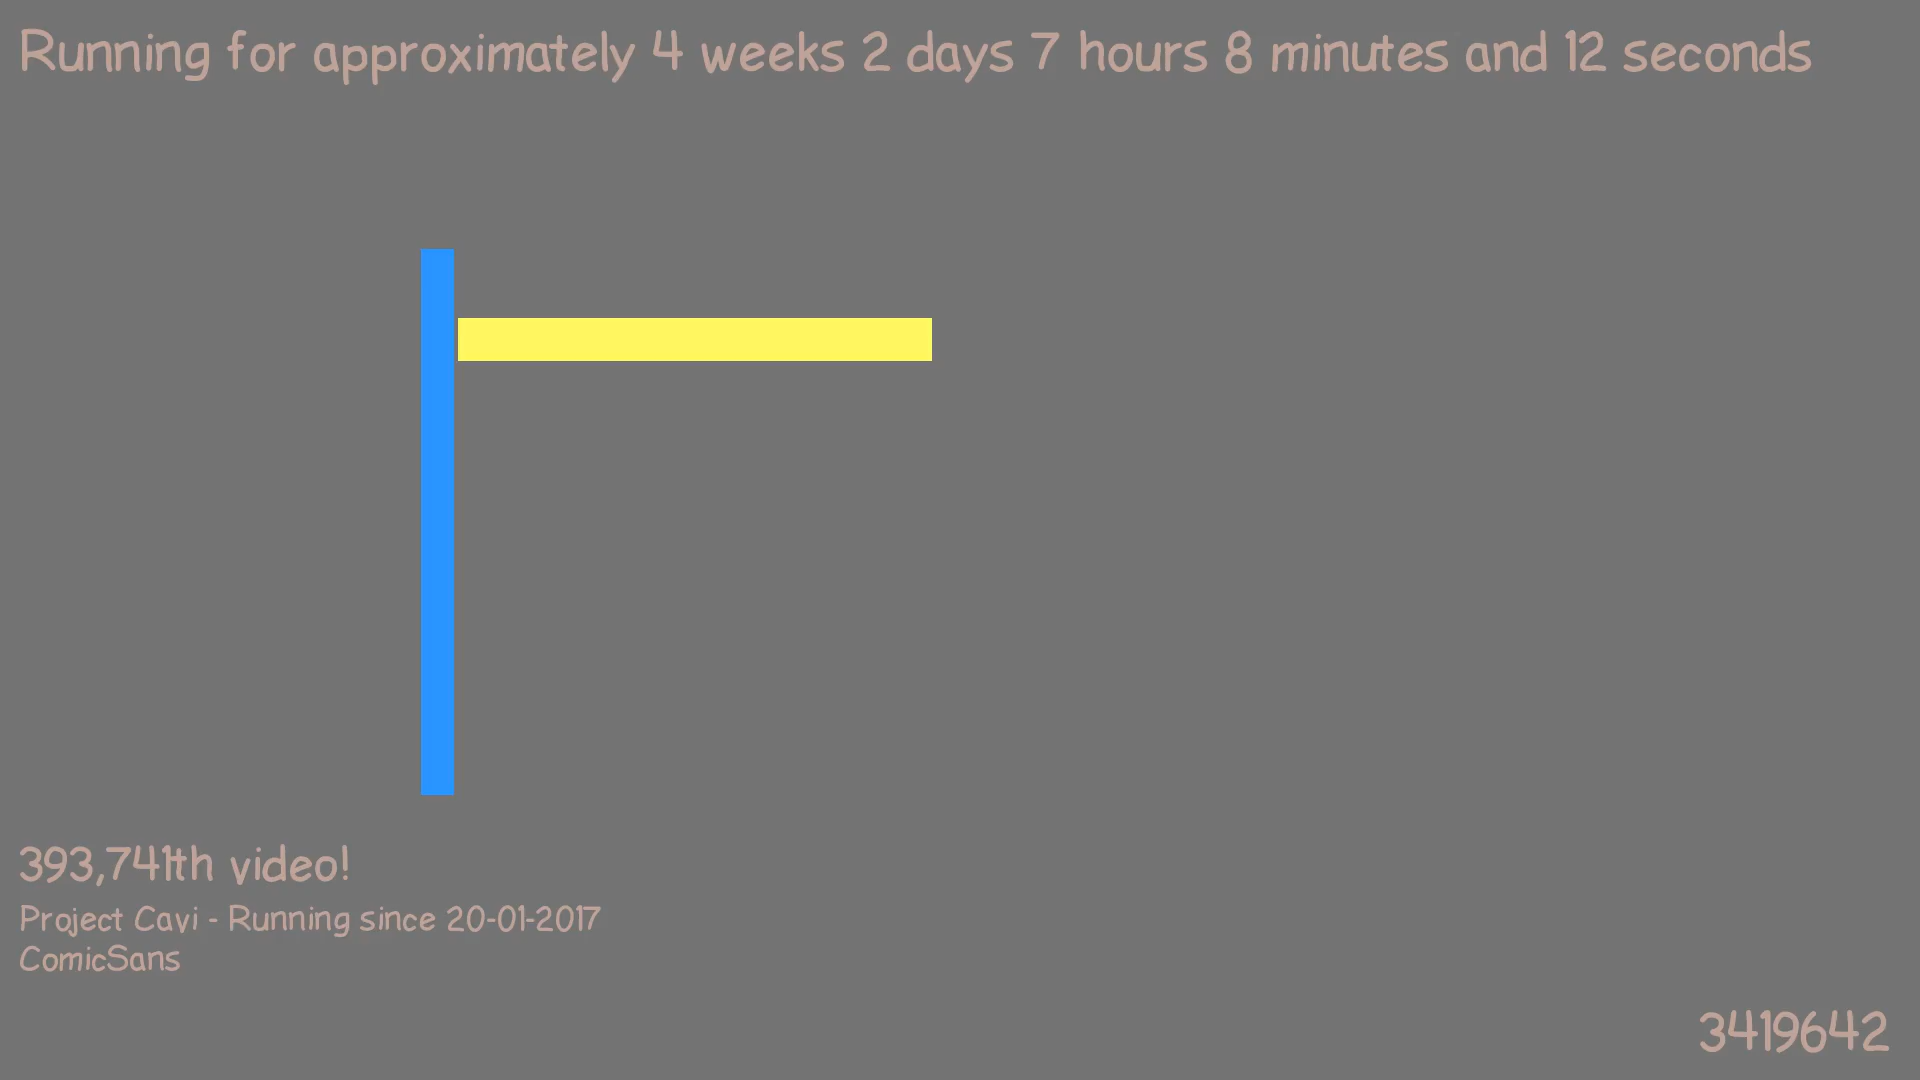 Running for approximately 4 weeks 2 days 7 hours 8 minutes and 12 seconds
393,741th video!
Project Cavi - Running since 20-01-2017
ComicSans
3419642